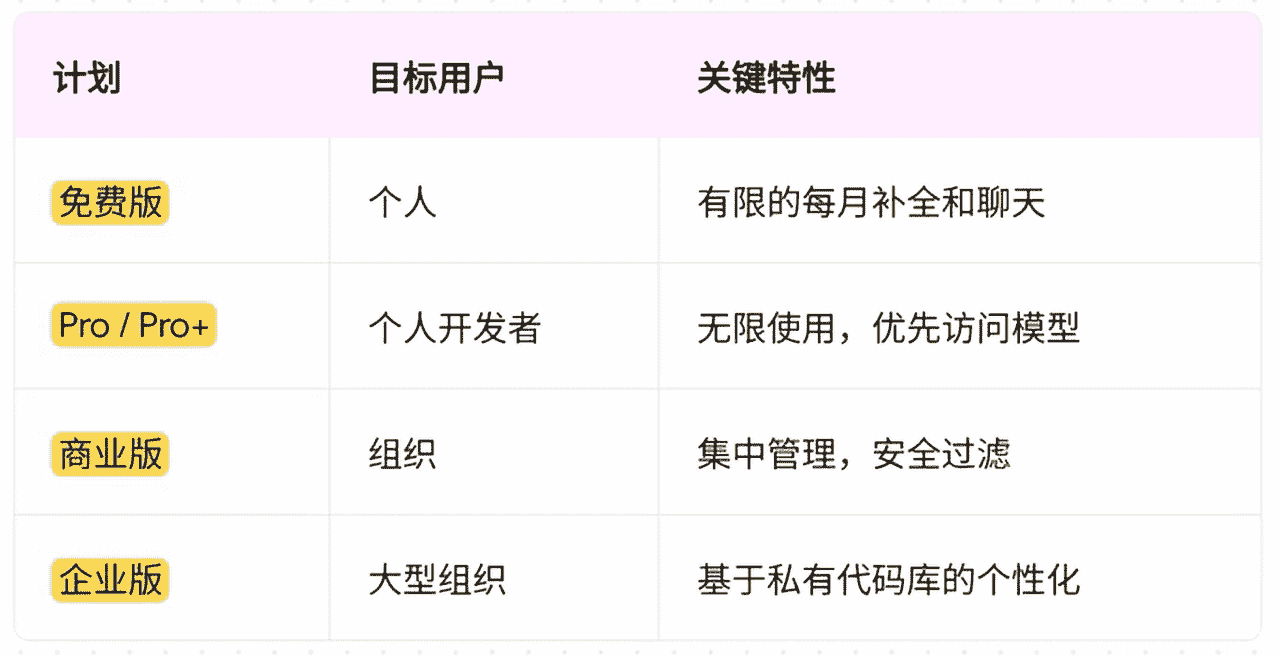 计划 目标用户 关键特性
免费版 个人 有限的每月补全和聊天
Pro / Pro+ 个人开发者 无限使用，优先访问模型
商业版 组织 集中管理，安全过滤
企业版 大型组织 基于私有代码库的个性化